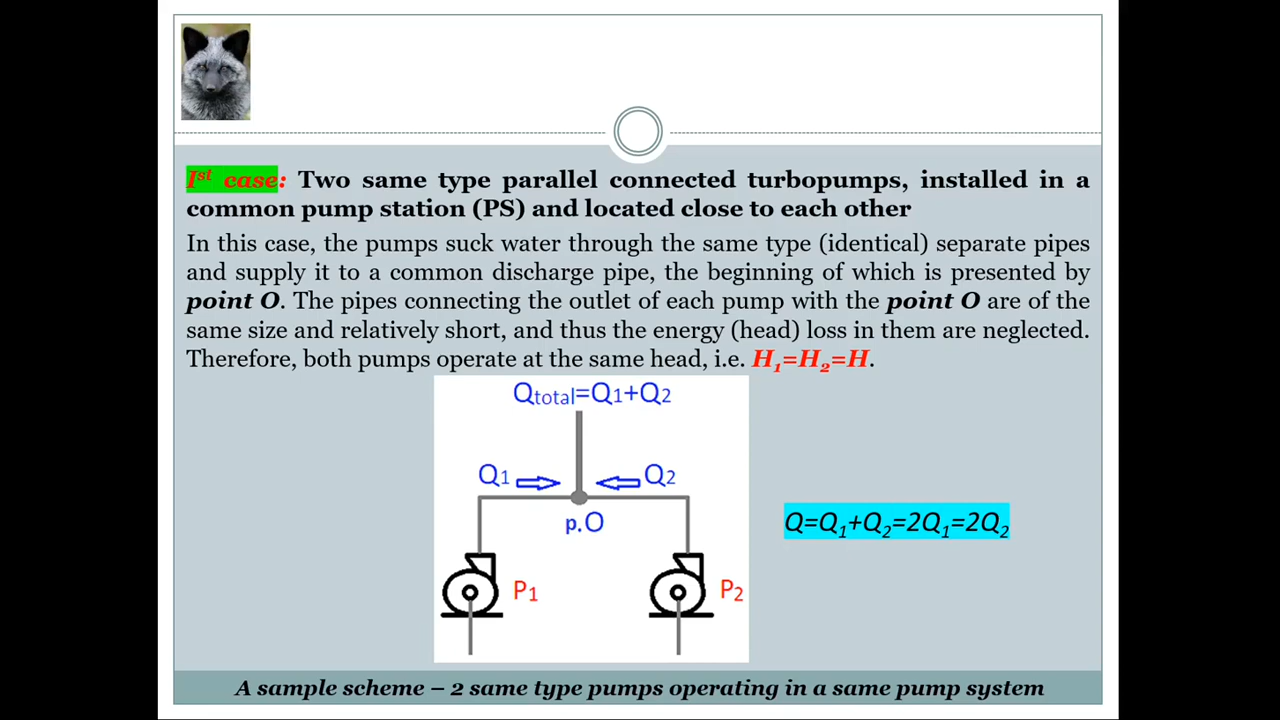 Iˢᵗ case: Two same type parallel connected turbopumps, installed in a
common pump station (PS) and located close to each other
In this case, the pumps suck water through the same type (identical) separate pipes
and supply it to a common discharge pipe, the beginning of which is presented by
point O. The pipes connecting the outlet of each pump with the point O are of the
same size and relatively short, and thus the energy (head) loss in them are neglected.
Therefore, both pumps operate at the same head, i.e. H₁=H₂=H.
Qtotal=Q1+Q2
Q1 Q2
p.O
Q=Q₁+Q₂=2Q₁=2Q₂
P1 P2
A sample scheme – 2 same type pumps operating in a same pump system